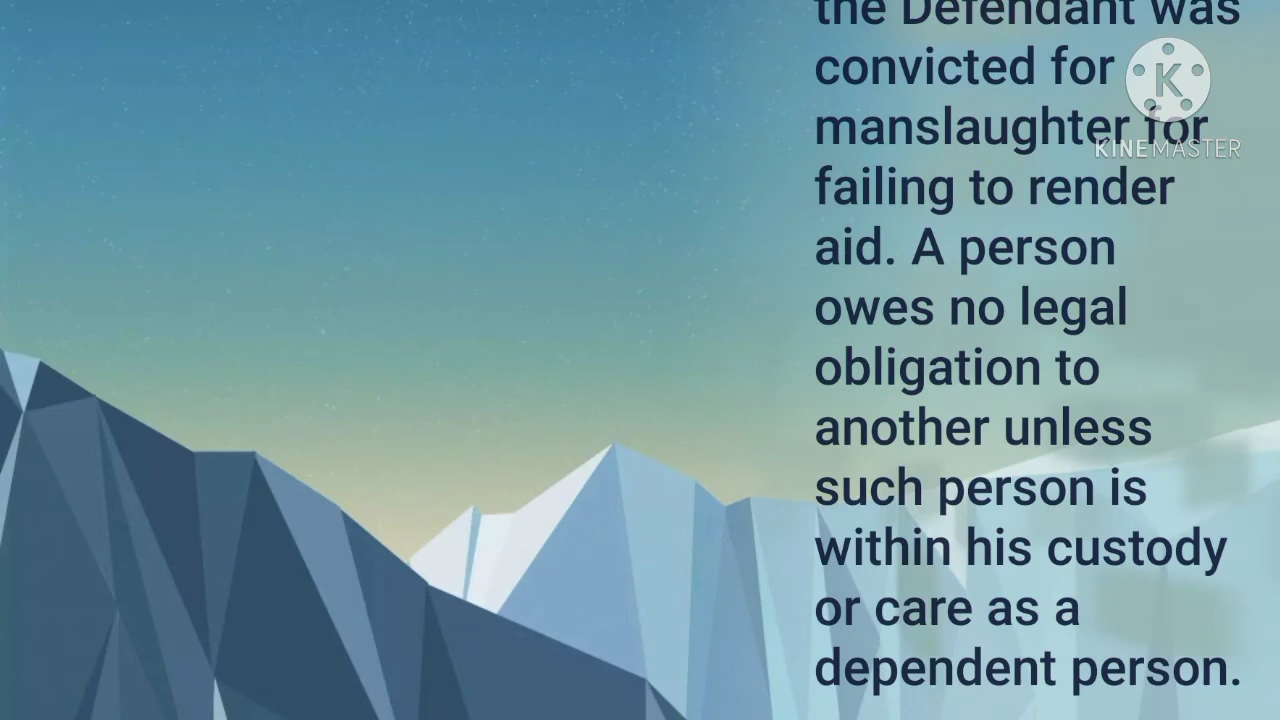 the Defendant was
convicted for
manslaughter for
failing to render
aid. A person
owes no legal
obligation to
another unless
such person is
within his custody
or care as a
dependent person.
K
KINEMASTER